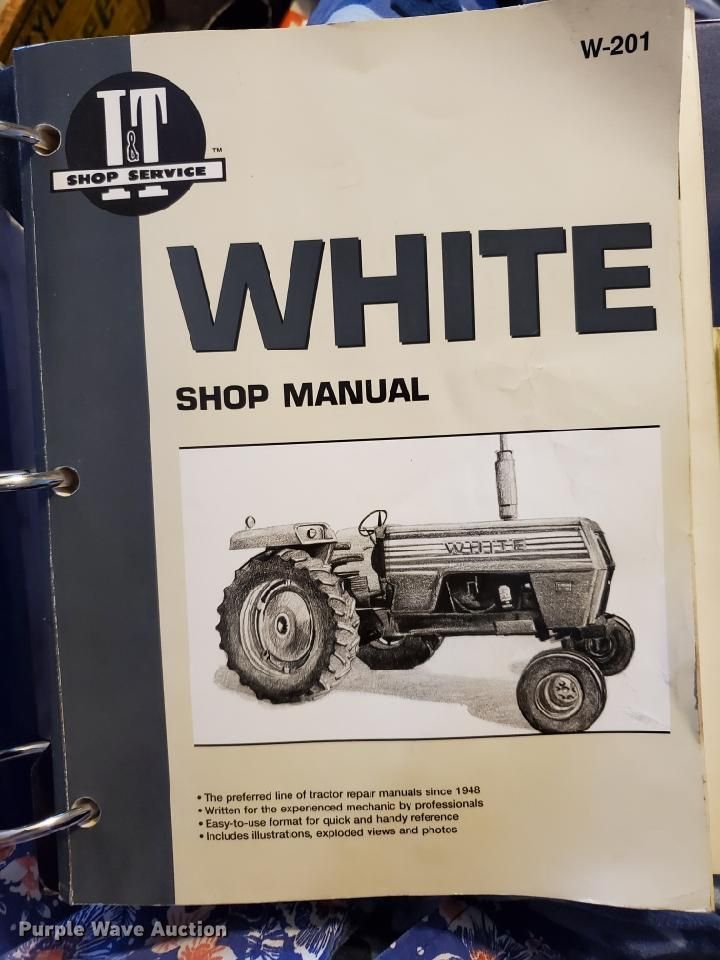 W-201
I&T
™
SHOP SERVICE
WHITE
SHOP MANUAL
WHITE
• The preferred line of tractor repair manuals since 1948
• Written for the experienced mechanic by professionals
• Easy-to-use format for quick and handy reference
• Includes illustrations, exploded views and photos
Purple Wave Auction